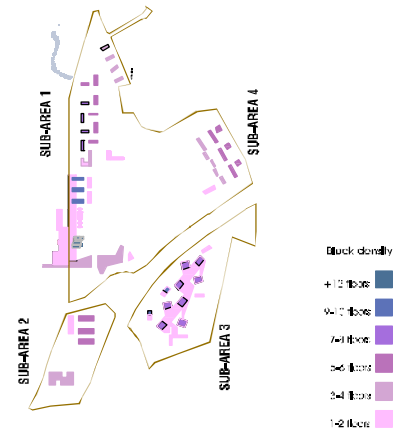 SUB-AREA 1
SUB-AREA 4
SUB-AREA 2
SUB-AREA 3
Block density
+12 floors
9-12 floors
7-8 floors
5-6 floors
3-4 floors
1-2 floors